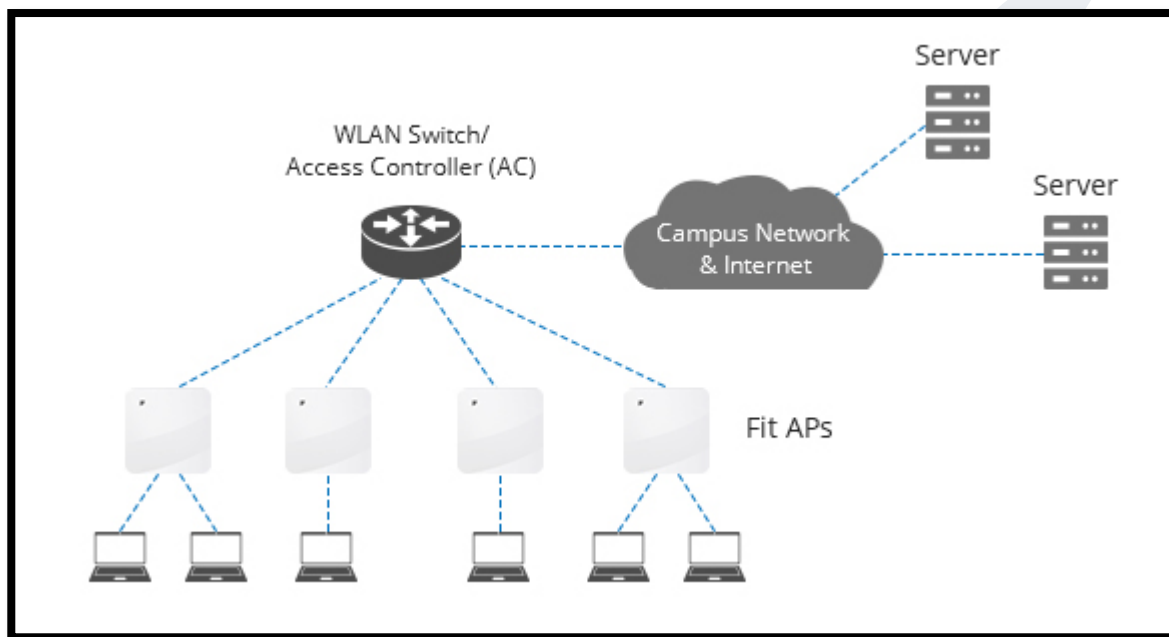 Server
WLAN Switch/
Access Controller (AC)
Server
Campus Network
& Internet
Fit APs